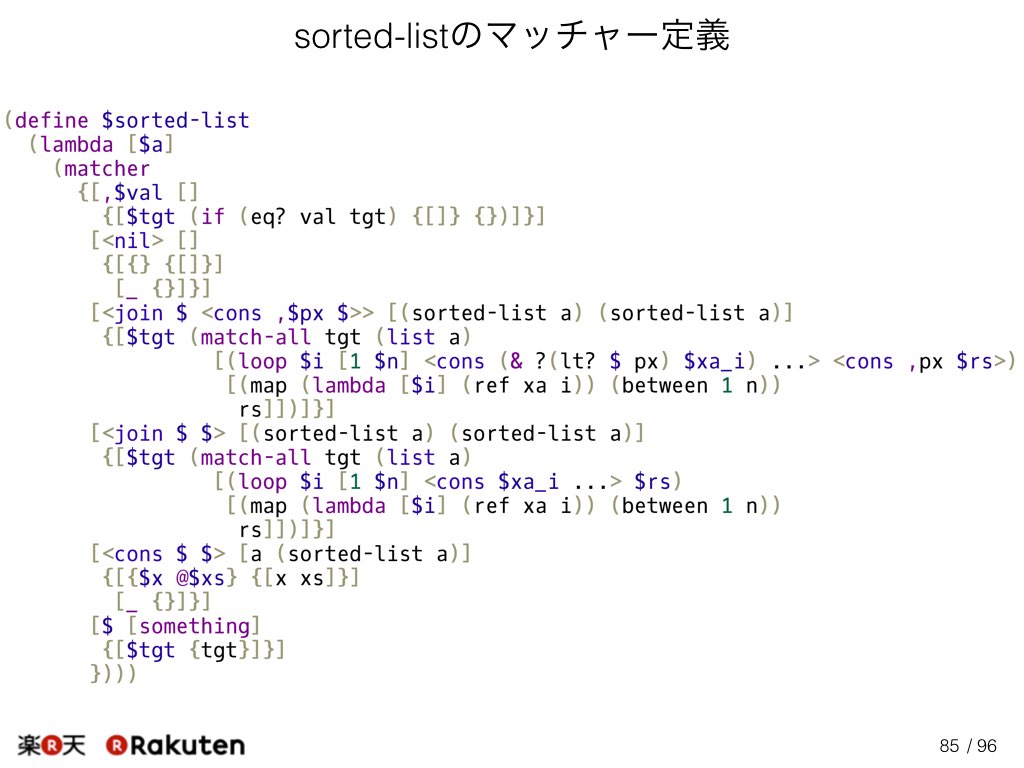 sorted-listのマッチャー定義
(define $sorted-list
  (lambda [$a]
    (matcher
      {[,$val []
        {[$tgt (if (eq? val tgt) {[]} {})]}]
       [<nil> []
        {[{} {[]}]
         [_ {}]}]
       [<join $ <cons ,$px $>> [(sorted-list a) (sorted-list a)]
        {[$tgt (match-all tgt (list a)
                 [(loop $i [1 $n] <cons (& ?(lt? $ px) $xa_i) ...> <cons ,px $rs>)
                  [(map (lambda [$i] (ref xa i)) (between 1 n))
                   rs]])]}]
       [<join $ $> [(sorted-list a) (sorted-list a)]
        {[$tgt (match-all tgt (list a)
                 [(loop $i [1 $n] <cons $xa_i ...> $rs)
                  [(map (lambda [$i] (ref xa i)) (between 1 n))
                   rs]])]}]
       [<cons $ $> [a (sorted-list a)]
        {[{$x @$xs} {[x xs]}]
         [_ {}]}]
       [$ [something]
        {[$tgt {tgt}]}]
       })))
楽R天 R Rakuten
85 / 96